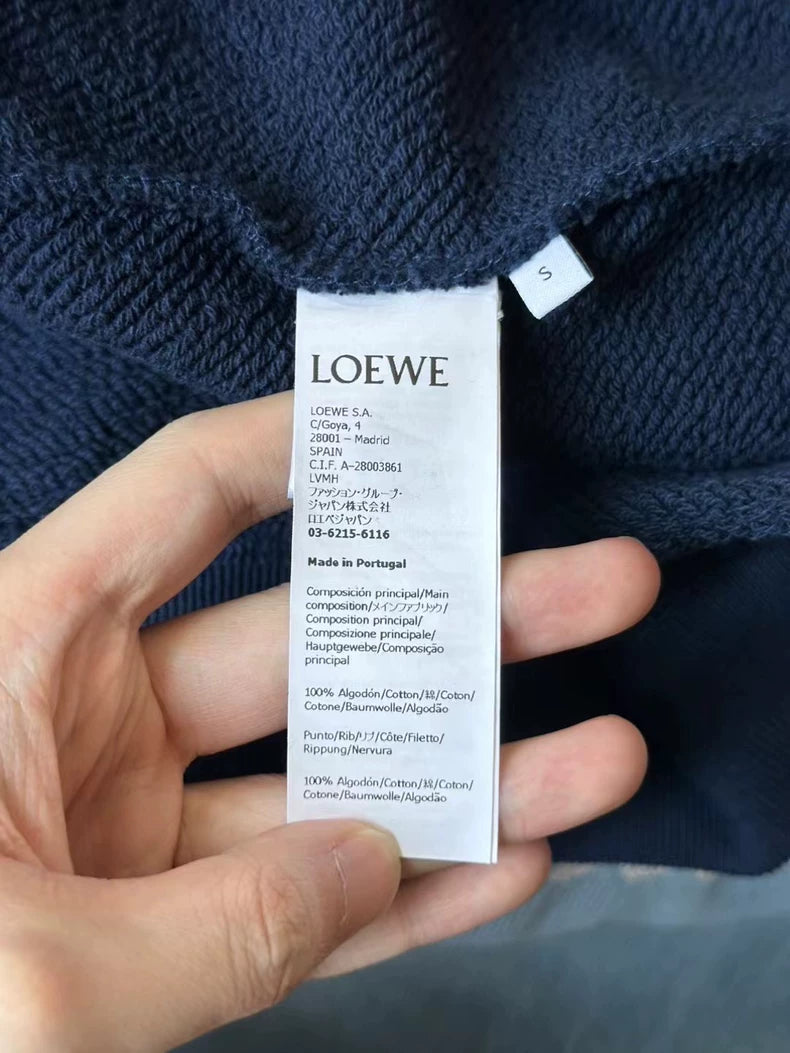 S
LOEWE
LOEWE S.A.
C/Goya, 4
28001 – Madrid
SPAIN
C.I.F. A-28003861
LVMH
ファッション・グループ・
ジャパン株式会社
ロエベジャパン
03-6215-6116
Made in Portugal
Composición principal/Main
composition/メインファブリック/
Composition principal/
Composizione principale/
Hauptgewebe/Composição
principal
100% Algodón/Cotton/綿/Coton/
Cotone/Baumwolle/Algodão
Punto/Rib/リブ/Côte/Filetto/
Rippung/Nervura
100% Algodón/Cotton/綿/Coton/
Cotone/Baumwolle/Algodão